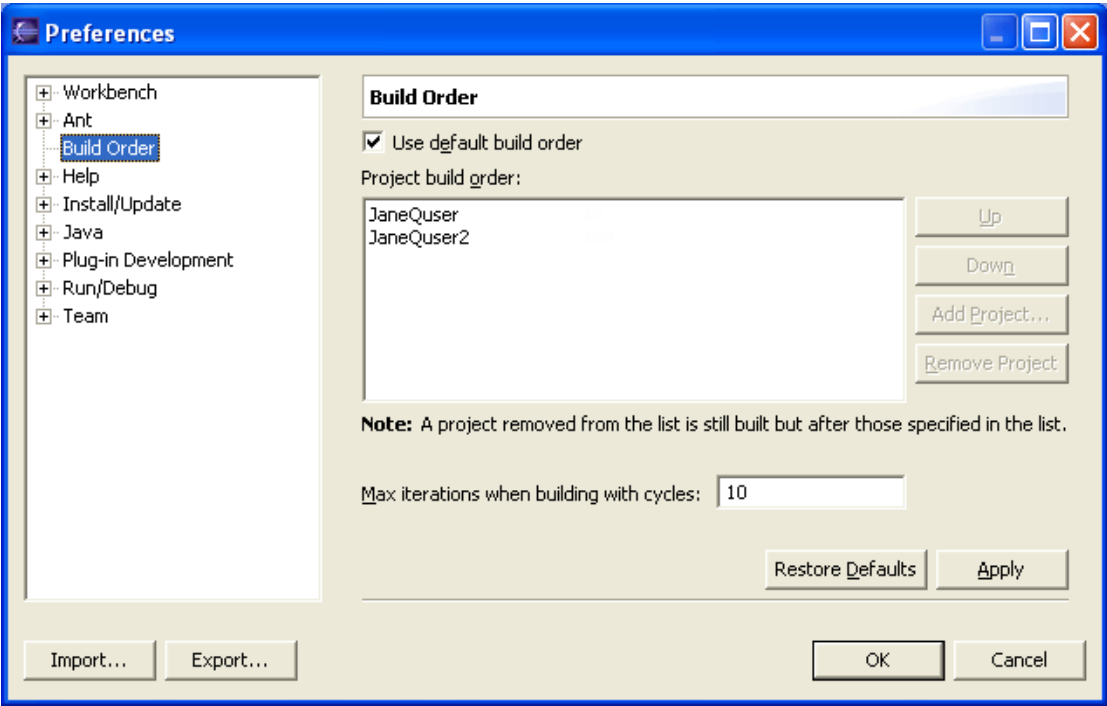 Preferences
Workbench
Ant
Build Order
Help
Install/Update
Java
Plug-in Development
Run/Debug
Team
Build Order
Use default build order
Project build order:
JaneQuser
JaneQuser2
Up
Down
Add Project...
Remove Project
Note: A project removed from the list is still built but after those specified in the list.
Max iterations when building with cycles: 10
Restore Defaults Apply
Import... Export... OK Cancel